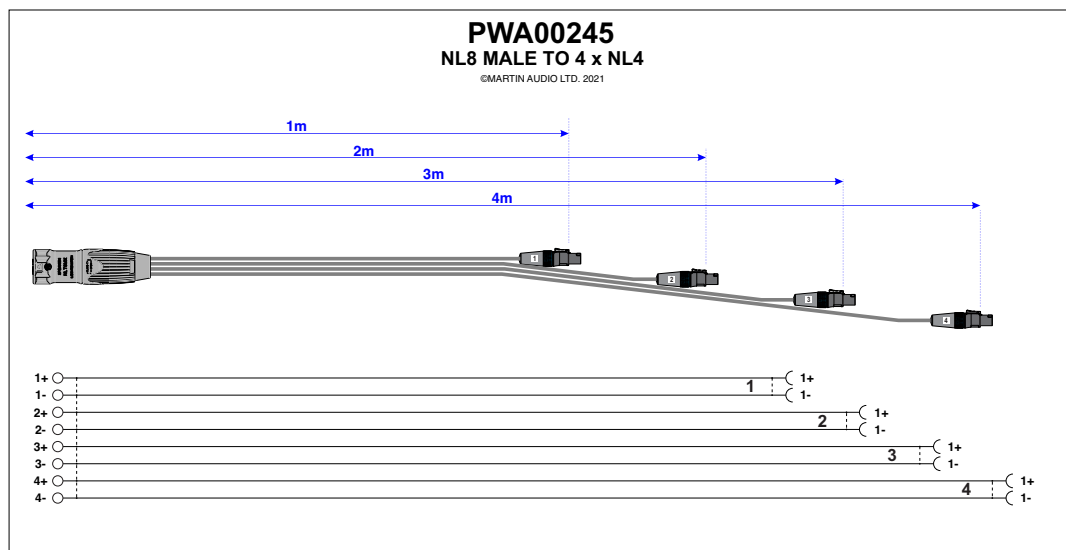 PWA00245
NL8 MALE TO 4 x NL4
©MARTIN AUDIO LTD. 2021
1m
2m
3m
4m
1
2
3
4
1+ 1+
1- 1 1-
2+ 1+
2- 2 1-
3+ 1+
3- 3 1-
4+ 1+
4- 4 1-